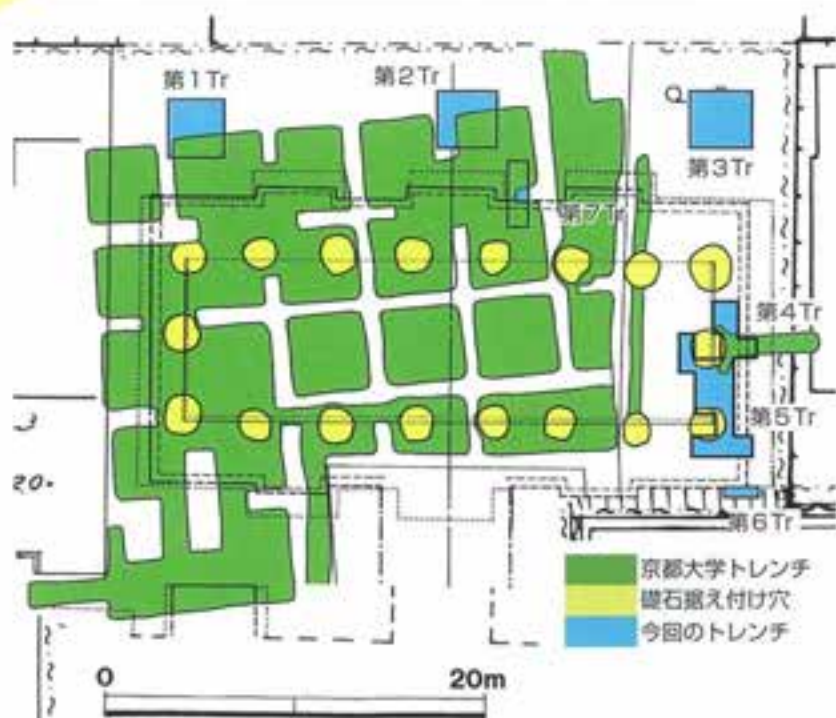 第1Tr
第2Tr
第3Tr
第7Tr
第4Tr
第5Tr
20.
第6Tr
京都大学トレンチ
礎石据え付け穴
今回のトレンチ
0
20m